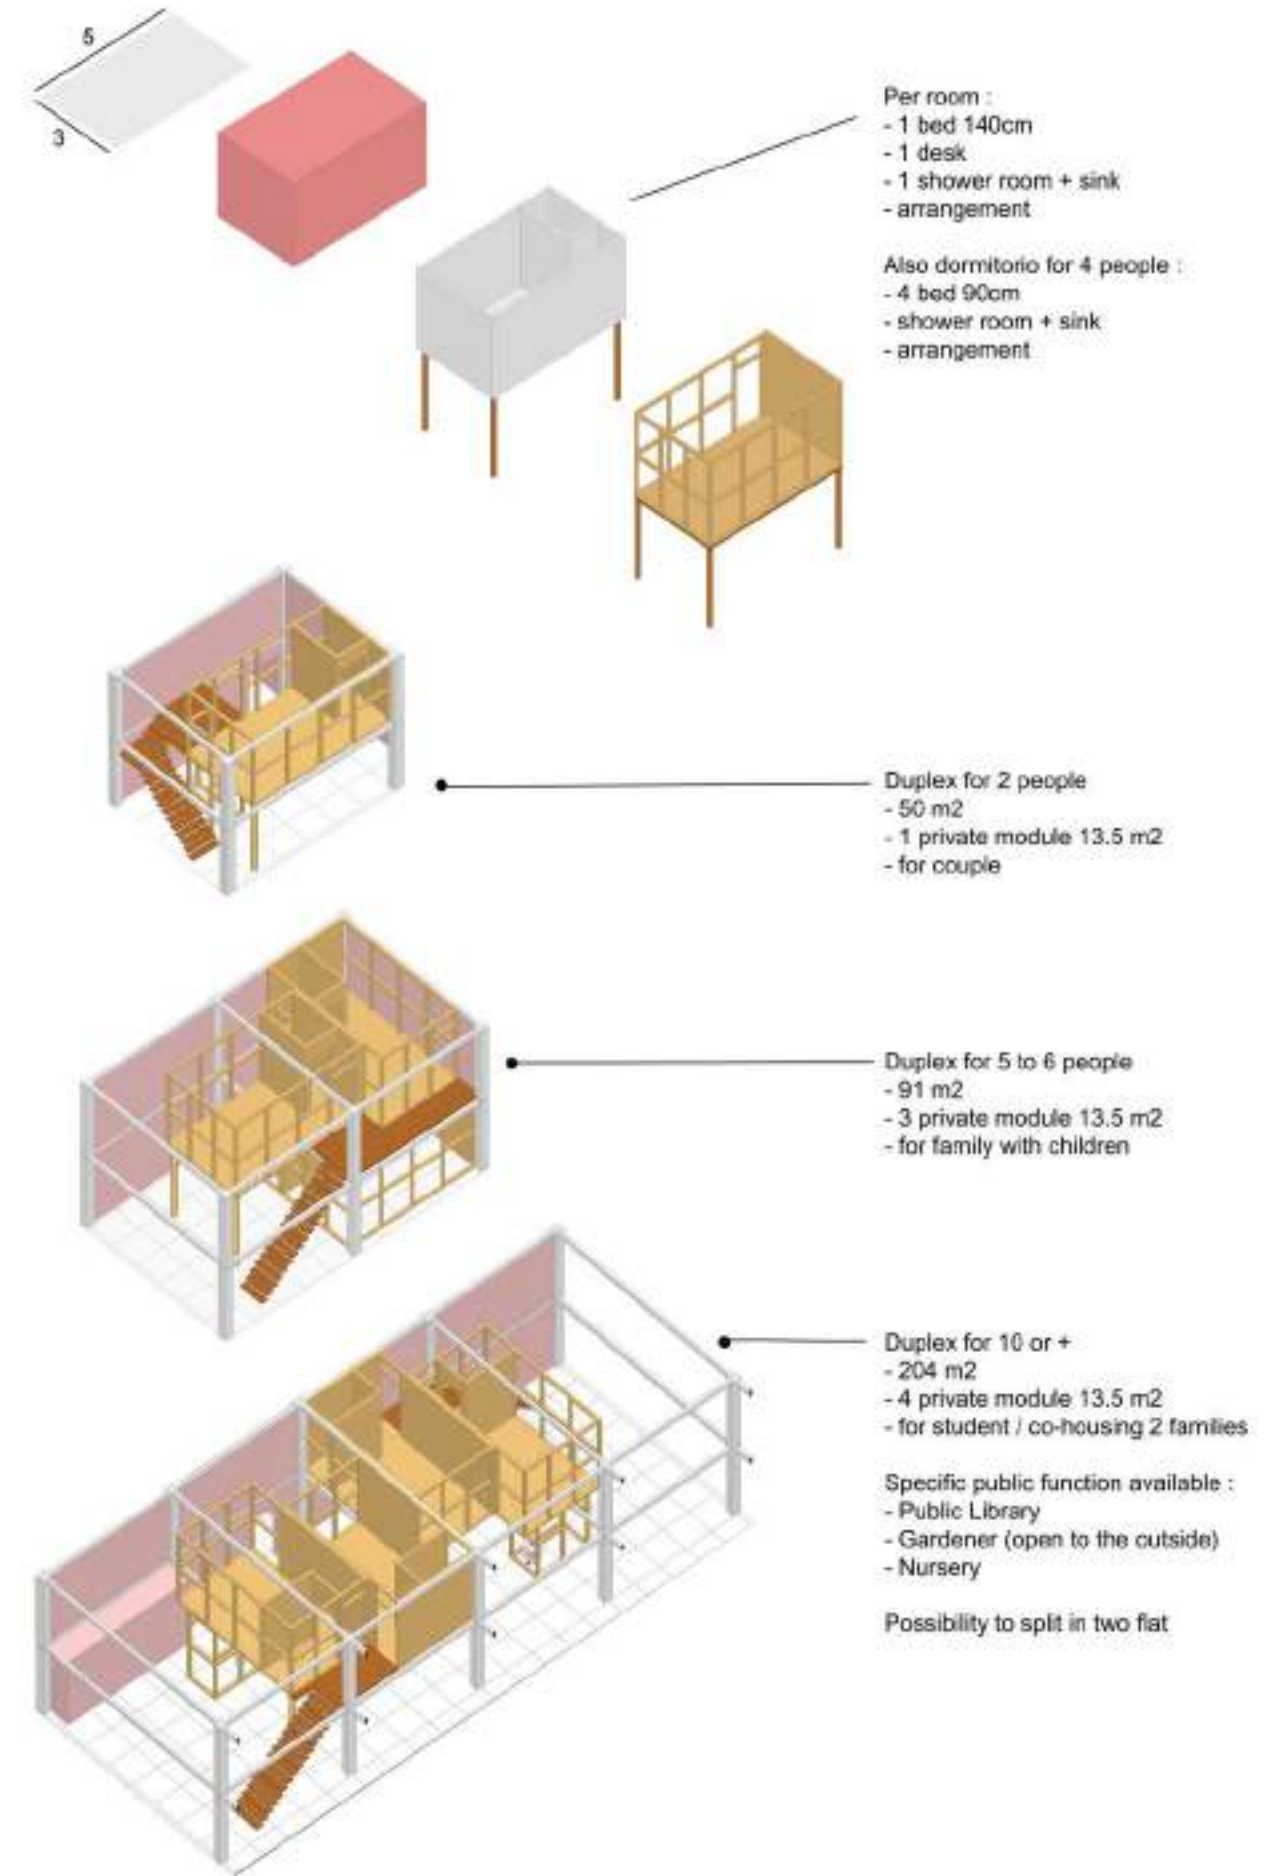 5
3
Per room :
- 1 bed 140cm
- 1 desk
- 1 shower room + sink
- arrangement
Also dormitorio for 4 people :
- 4 bed 90cm
- shower room + sink
- arrangement
Duplex for 2 people
- 50 m2
- 1 private module 13.5 m2
- for couple
Duplex for 5 to 6 people
- 91 m2
- 3 private module 13.5 m2
- for family with children
Duplex for 10 or +
- 204 m2
- 4 private module 13.5 m2
- for student / co-housing 2 families
Specific public function available :
- Public Library
- Gardener (open to the outside)
- Nursery
Possibility to split in two flat